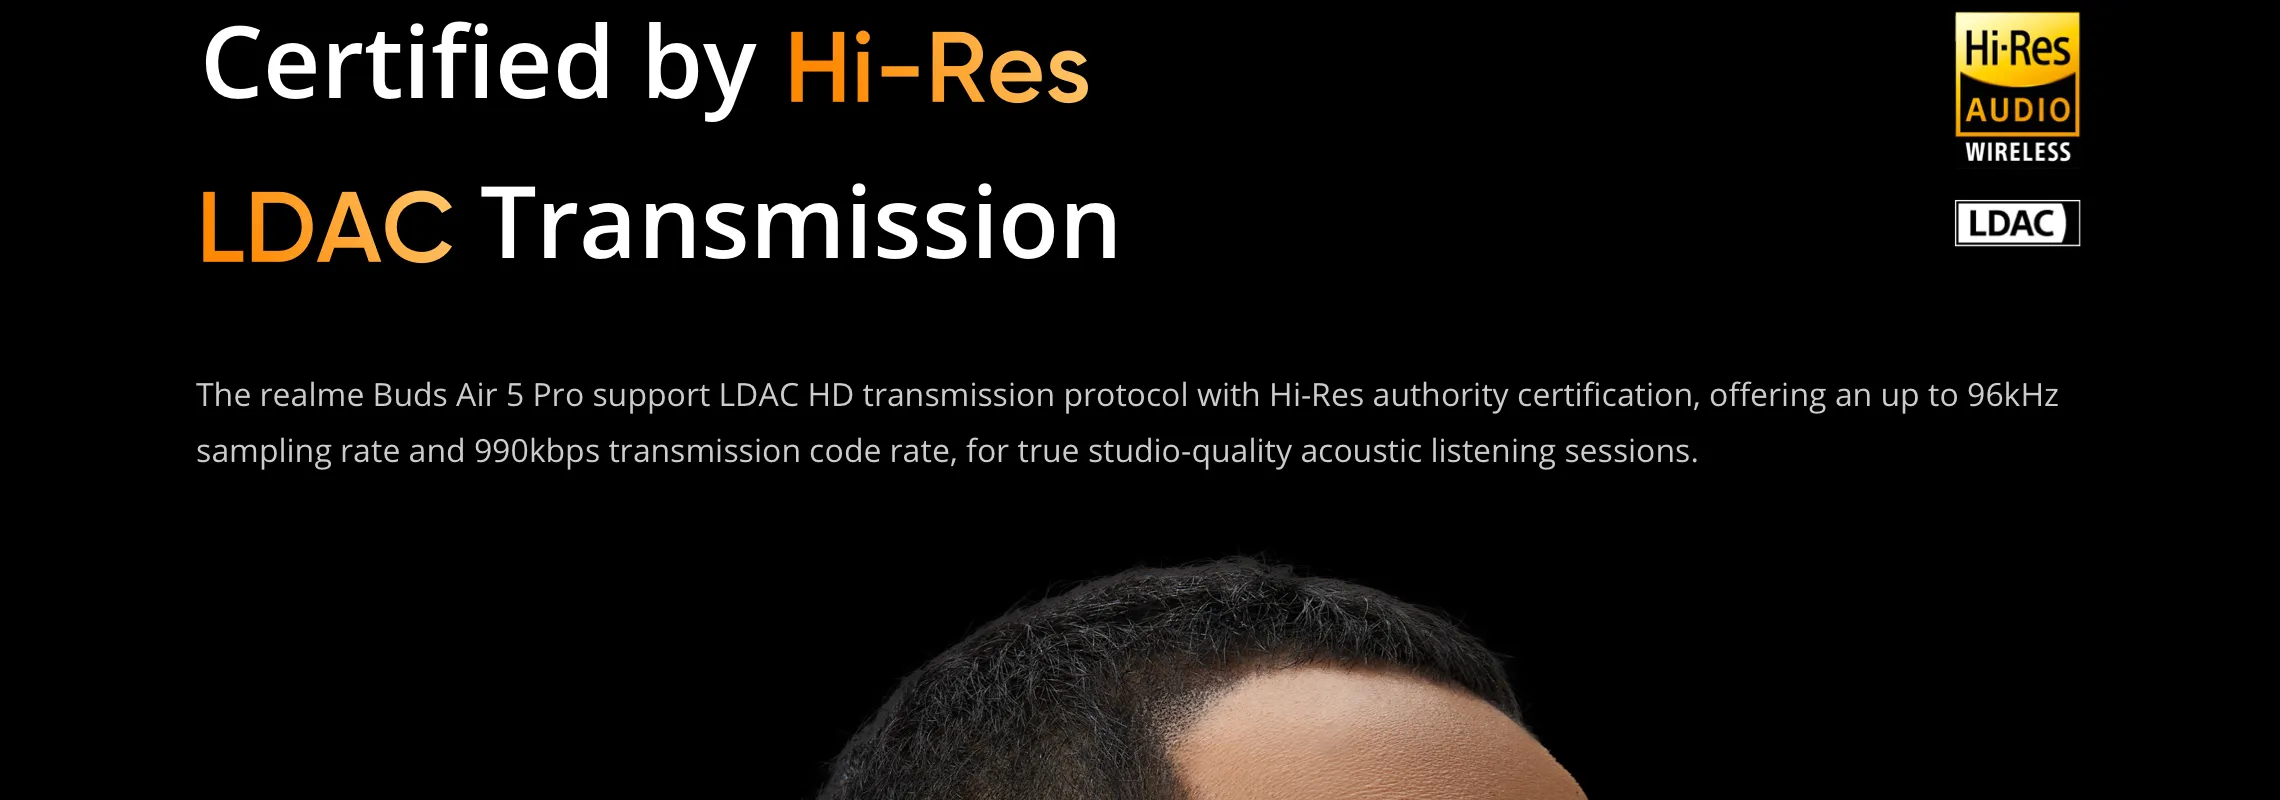 Certified by Hi-Res
LDAC Transmission
Hi-Res
AUDIO
WIRELESS
LDAC
The realme Buds Air 5 Pro support LDAC HD transmission protocol with Hi-Res authority certification, offering an up to 96kHz
sampling rate and 990kbps transmission code rate, for true studio-quality acoustic listening sessions.